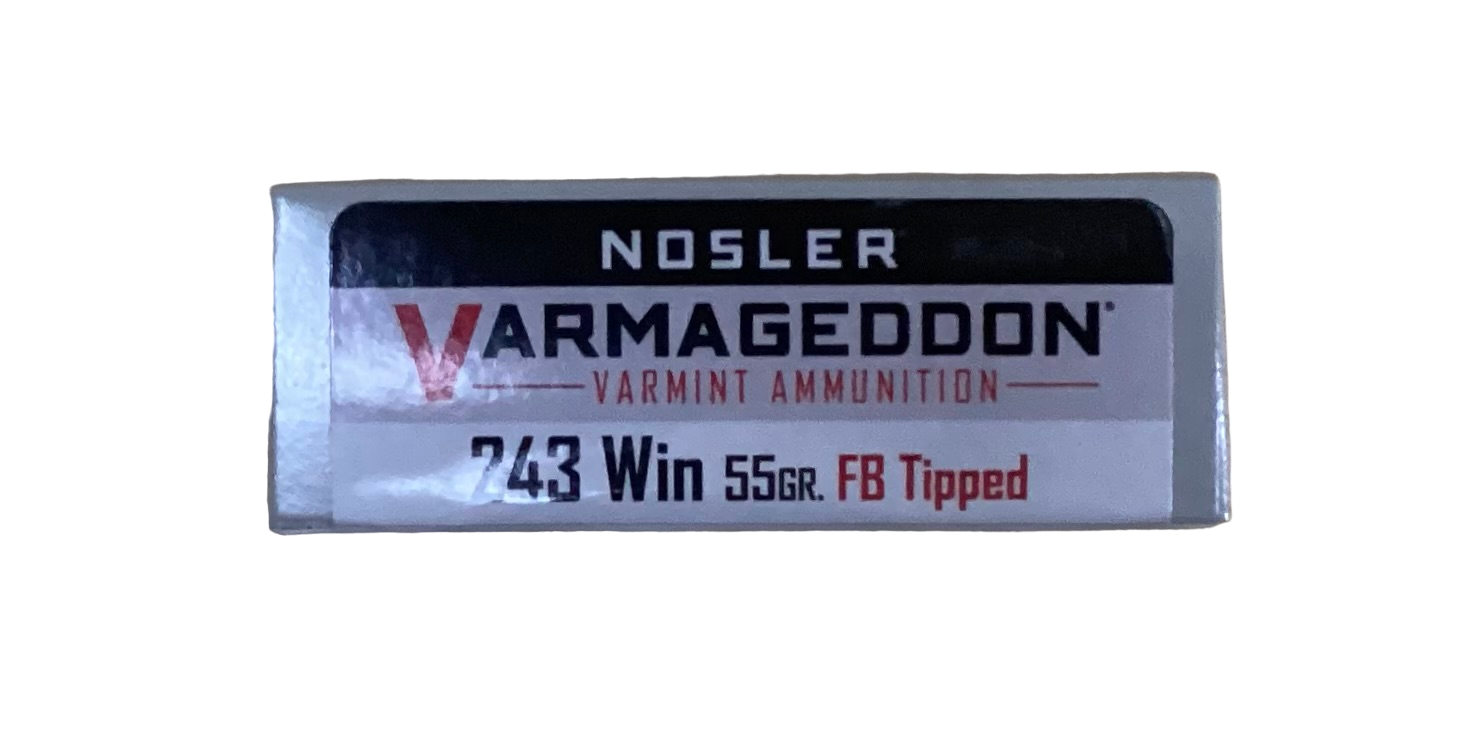 NOSLER
VARMAGEDDON®
VARMINT AMMUNITION
243 Win 55GR. FB Tipped